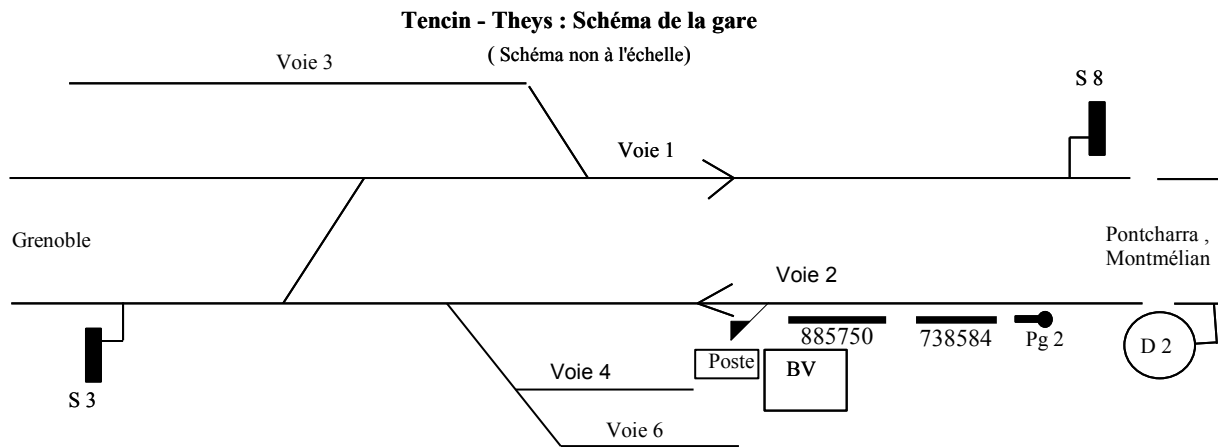 Tencin - Theys : Schéma de la gare
( Schéma non à l'échelle)
Voie 3
S 8
Voie 1
Grenoble
Pontcharra ,
Montmélian
Voie 2
885750
738584
Pg 2
D 2
Poste
BV
Voie 4
S 3
Voie 6